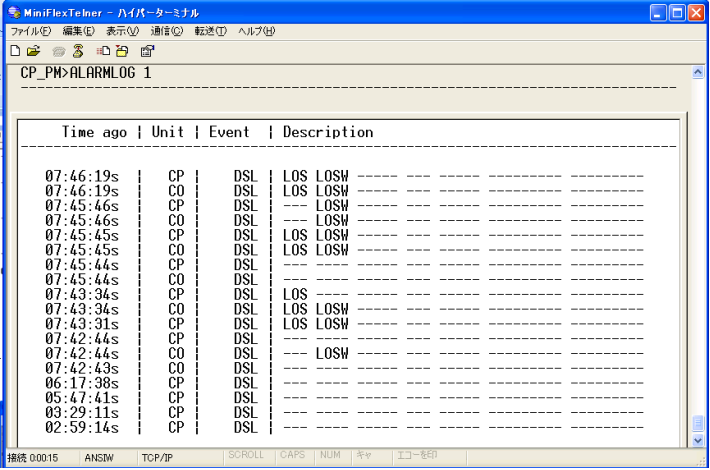 MiniFlexTelner - ハイパーターミナル
ファイル(F) 編集(E) 表示(V) 通信(C) 転送(T) ヘルプ(H)
CP_PM>ALARMLOG 1
--------------------------------------------------------------------------------
Time ago | Unit | Event | Description
--------------------------------------------------------------------------------
07:46:19s | CP | DSL | LOS LOSW ----- --- ----- --------- ---------
07:46:19s | CO | DSL | LOS LOSW ----- --- ----- --------- ---------
07:45:46s | CP | DSL | --- LOSW ----- --- ----- --------- ---------
07:45:46s | CO | DSL | --- LOSW ----- --- ----- --------- ---------
07:45:45s | CP | DSL | LOS LOSW ----- --- ----- --------- ---------
07:45:45s | CO | DSL | LOS LOSW ----- --- ----- --------- ---------
07:45:44s | CP | DSL | --- ---- ----- --- ----- --------- ---------
07:45:44s | CO | DSL | --- ---- ----- --- ----- --------- ---------
07:43:34s | CP | DSL | LOS ---- ----- --- ----- --------- ---------
07:43:34s | CO | DSL | LOS LOSW ----- --- ----- --------- ---------
07:43:31s | CP | DSL | LOS LOSW ----- --- ----- --------- ---------
07:42:44s | CP | DSL | --- ---- ----- --- ----- --------- ---------
07:42:44s | CO | DSL | --- LOSW ----- --- ----- --------- ---------
07:42:43s | CO | DSL | --- ---- ----- --- ----- --------- ---------
06:17:38s | CP | DSL | --- ---- ----- --- ----- --------- ---------
05:47:41s | CP | DSL | --- ---- ----- --- ----- --------- ---------
03:29:11s | CP | DSL | --- ---- ----- --- ----- --------- ---------
02:59:14s | CP | DSL | --- ---- ----- --- ----- --------- ---------
接続 0:00:15 ANSIW TCP/IP SCROLL CAPS NUM キャ エコーを印